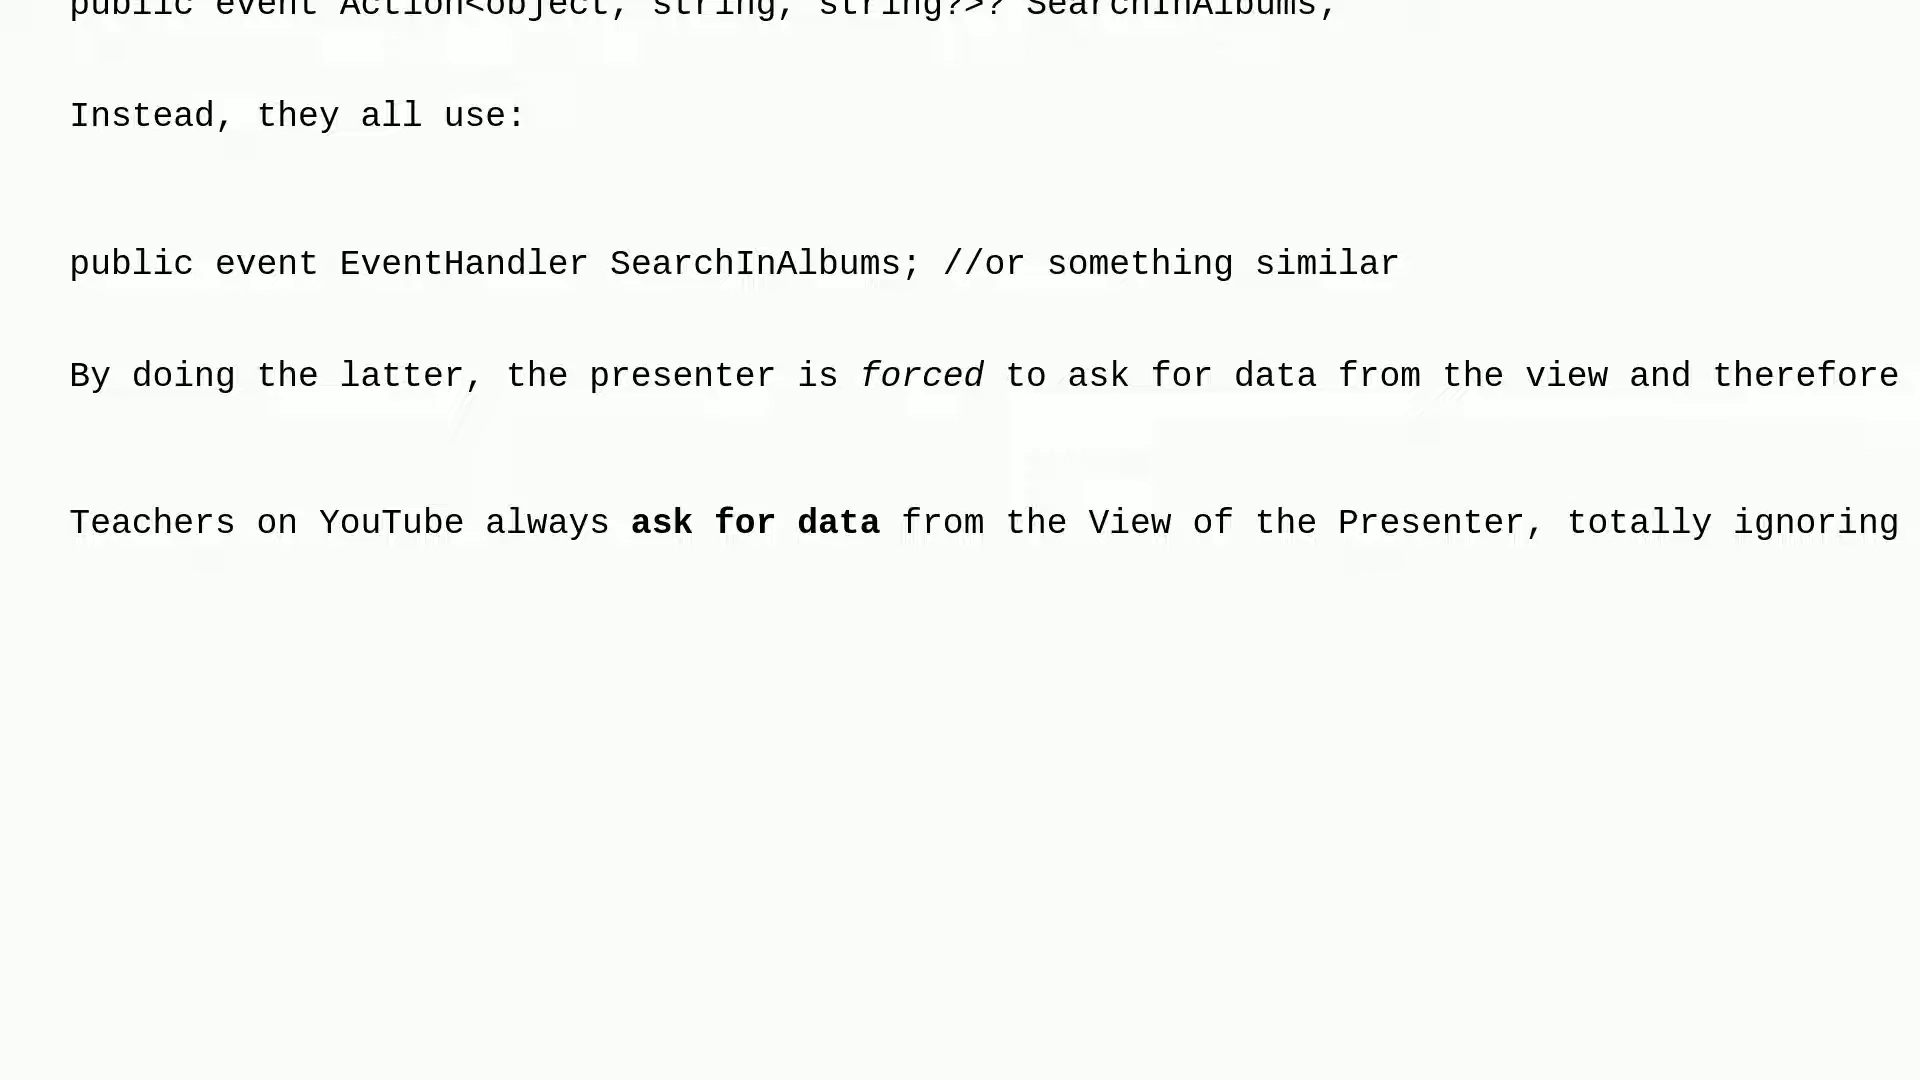 public event Action<object, string, string?>? SearchInAlbums;
Instead, they all use:
public event EventHandler SearchInAlbums; //or something similar
By doing the latter, the presenter is forced to ask for data from the view and therefore
Teachers on YouTube always ask for data from the View of the Presenter, totally ignoring